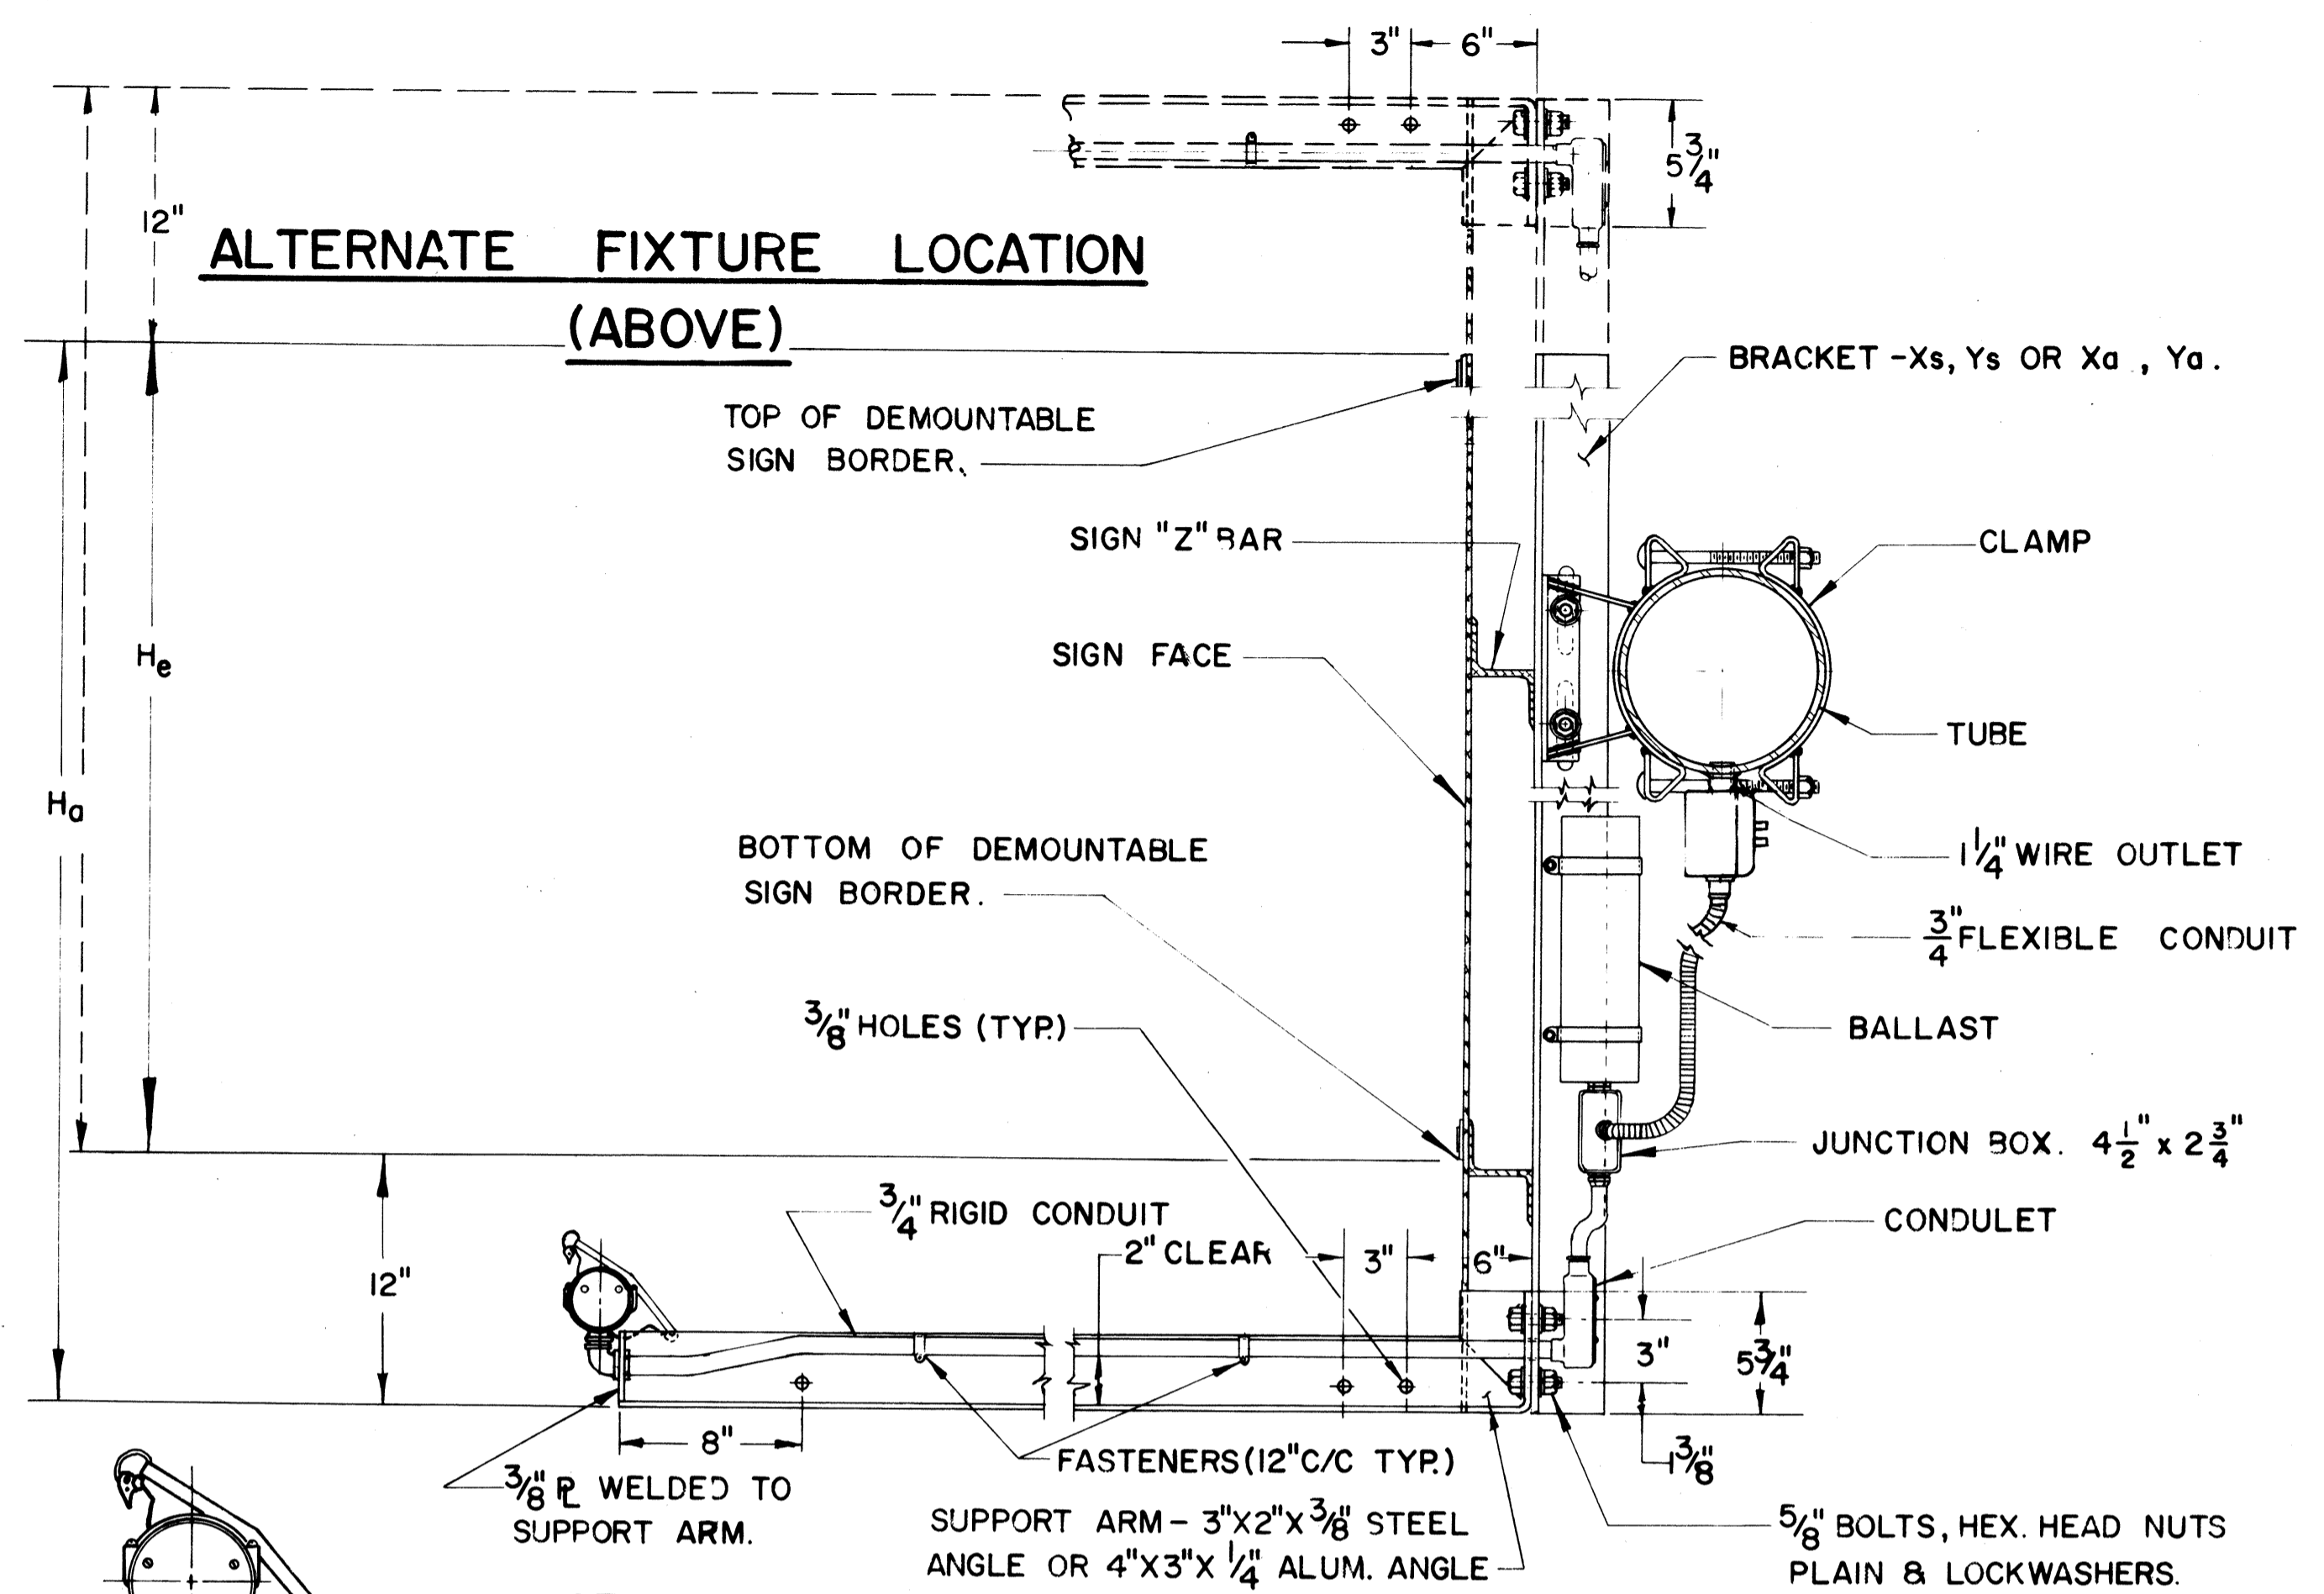 3" 6"
5 3/4"
12"
ALTERNATE FIXTURE LOCATION
(ABOVE)
BRACKET -Xs, Ys OR Xa , Ya.
TOP OF DEMOUNTABLE
SIGN BORDER.
SIGN "Z" BAR
CLAMP
He
SIGN FACE
TUBE
Ha
BOTTOM OF DEMOUNTABLE
SIGN BORDER.
1 1/4" WIRE OUTLET
3/4" FLEXIBLE CONDUIT
3/8" HOLES (TYP.)
BALLAST
JUNCTION BOX. 4 1/2" x 2 3/4"
3/4" RIGID CONDUIT
CONDULET
2" CLEAR
3" 6"
12"
3"
5 3/4"
8"
1 3/8
FASTENERS (12" C/C TYP.)
3/8" PL WELDED TO
SUPPORT ARM.
SUPPORT ARM - 3"X2"X3/8" STEEL
ANGLE OR 4"X3"X 1/4" ALUM. ANGLE
5/8" BOLTS, HEX. HEAD NUTS
PLAIN & LOCKWASHERS.